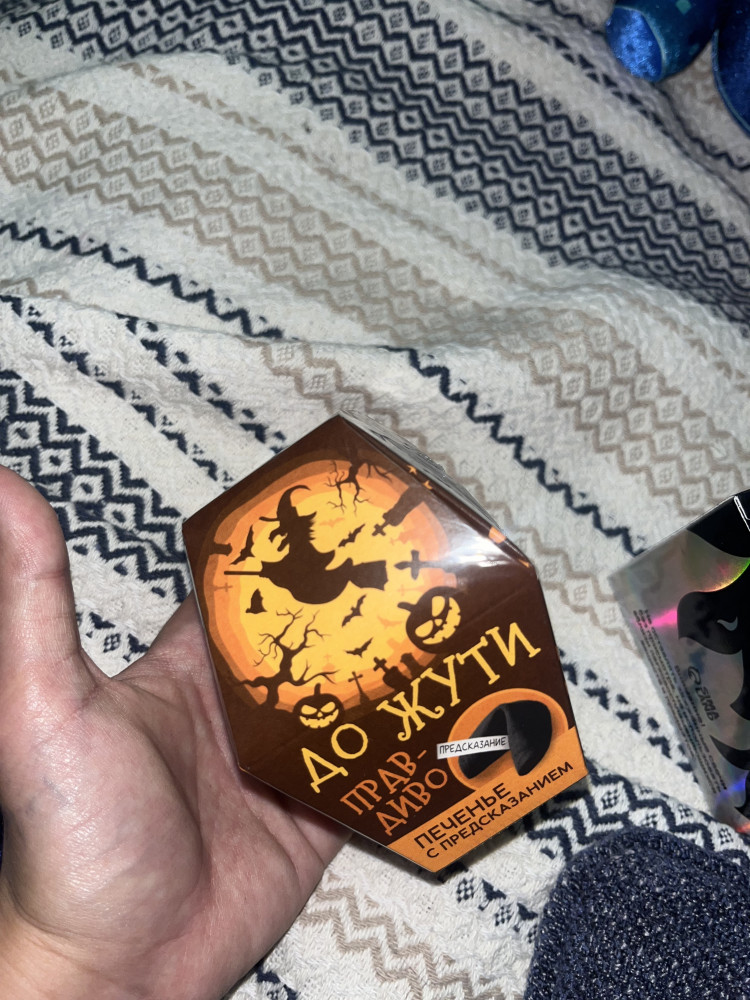 ДО ЖУТИ
ПРАВ-
ДИВО
ПРЕДСКАЗАНИЕ
ПЕЧЕНЬЕ
С ПРЕДСКАЗАНИЕМ